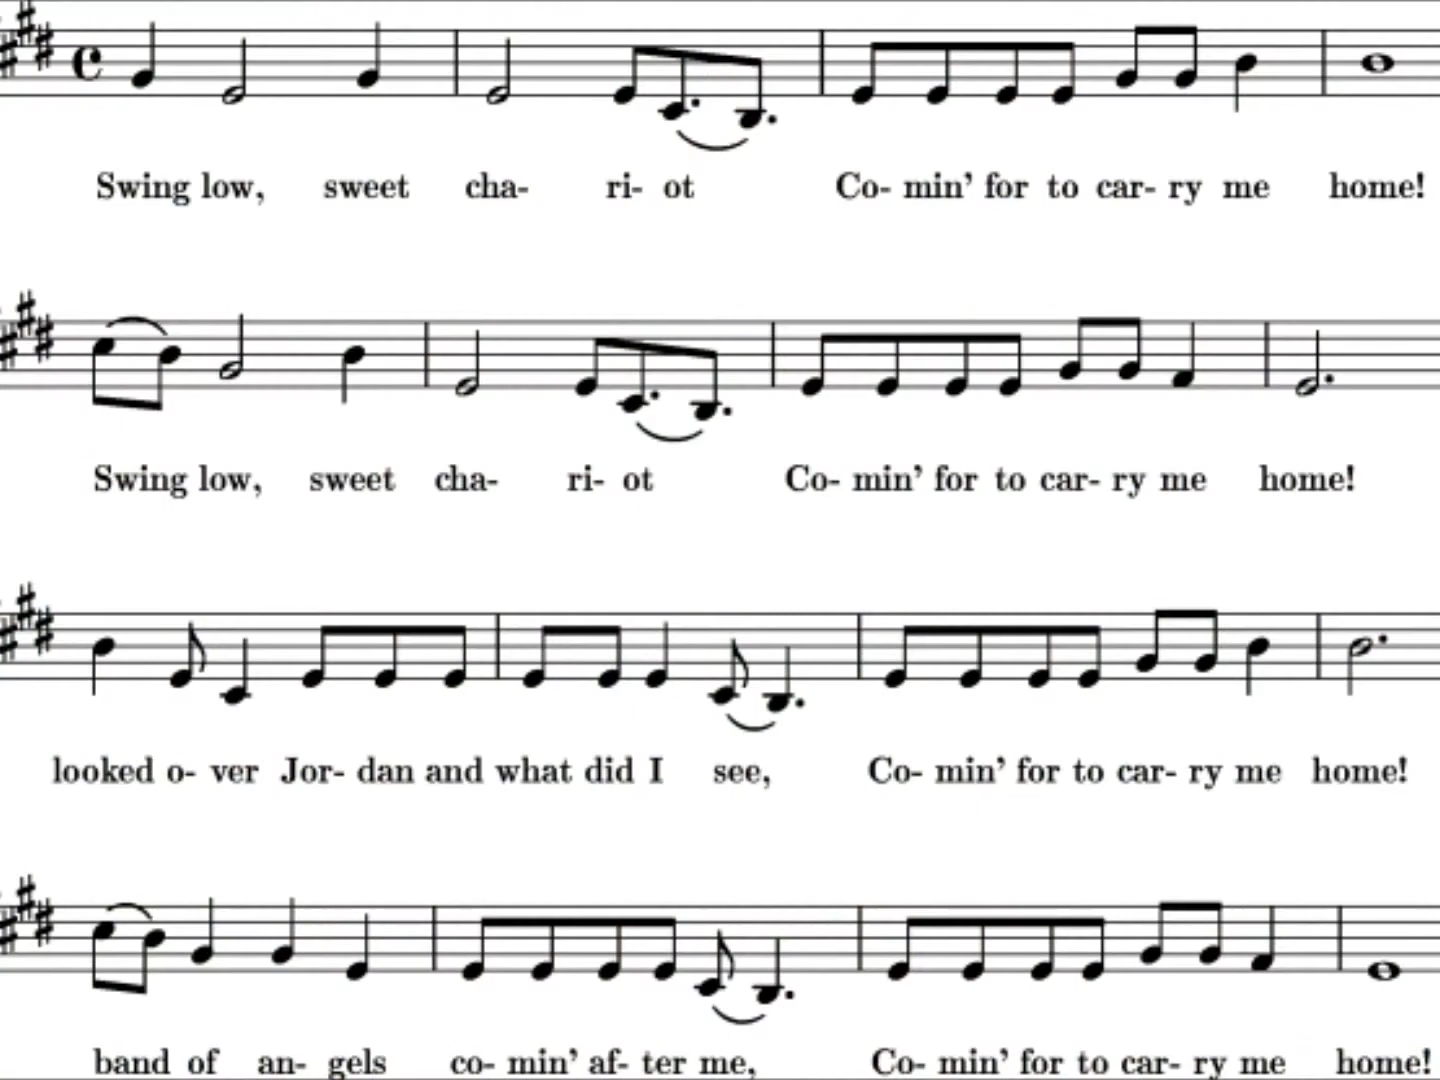 Swing low, sweet cha- ri- ot Co- min’ for to car- ry me home!
Swing low, sweet cha- ri- ot Co- min’ for to car- ry me home!
looked o- ver Jor- dan and what did I see, Co- min’ for to car- ry me home!
band of an- gels co- min’ af- ter me, Co- min’ for to car- ry me home!